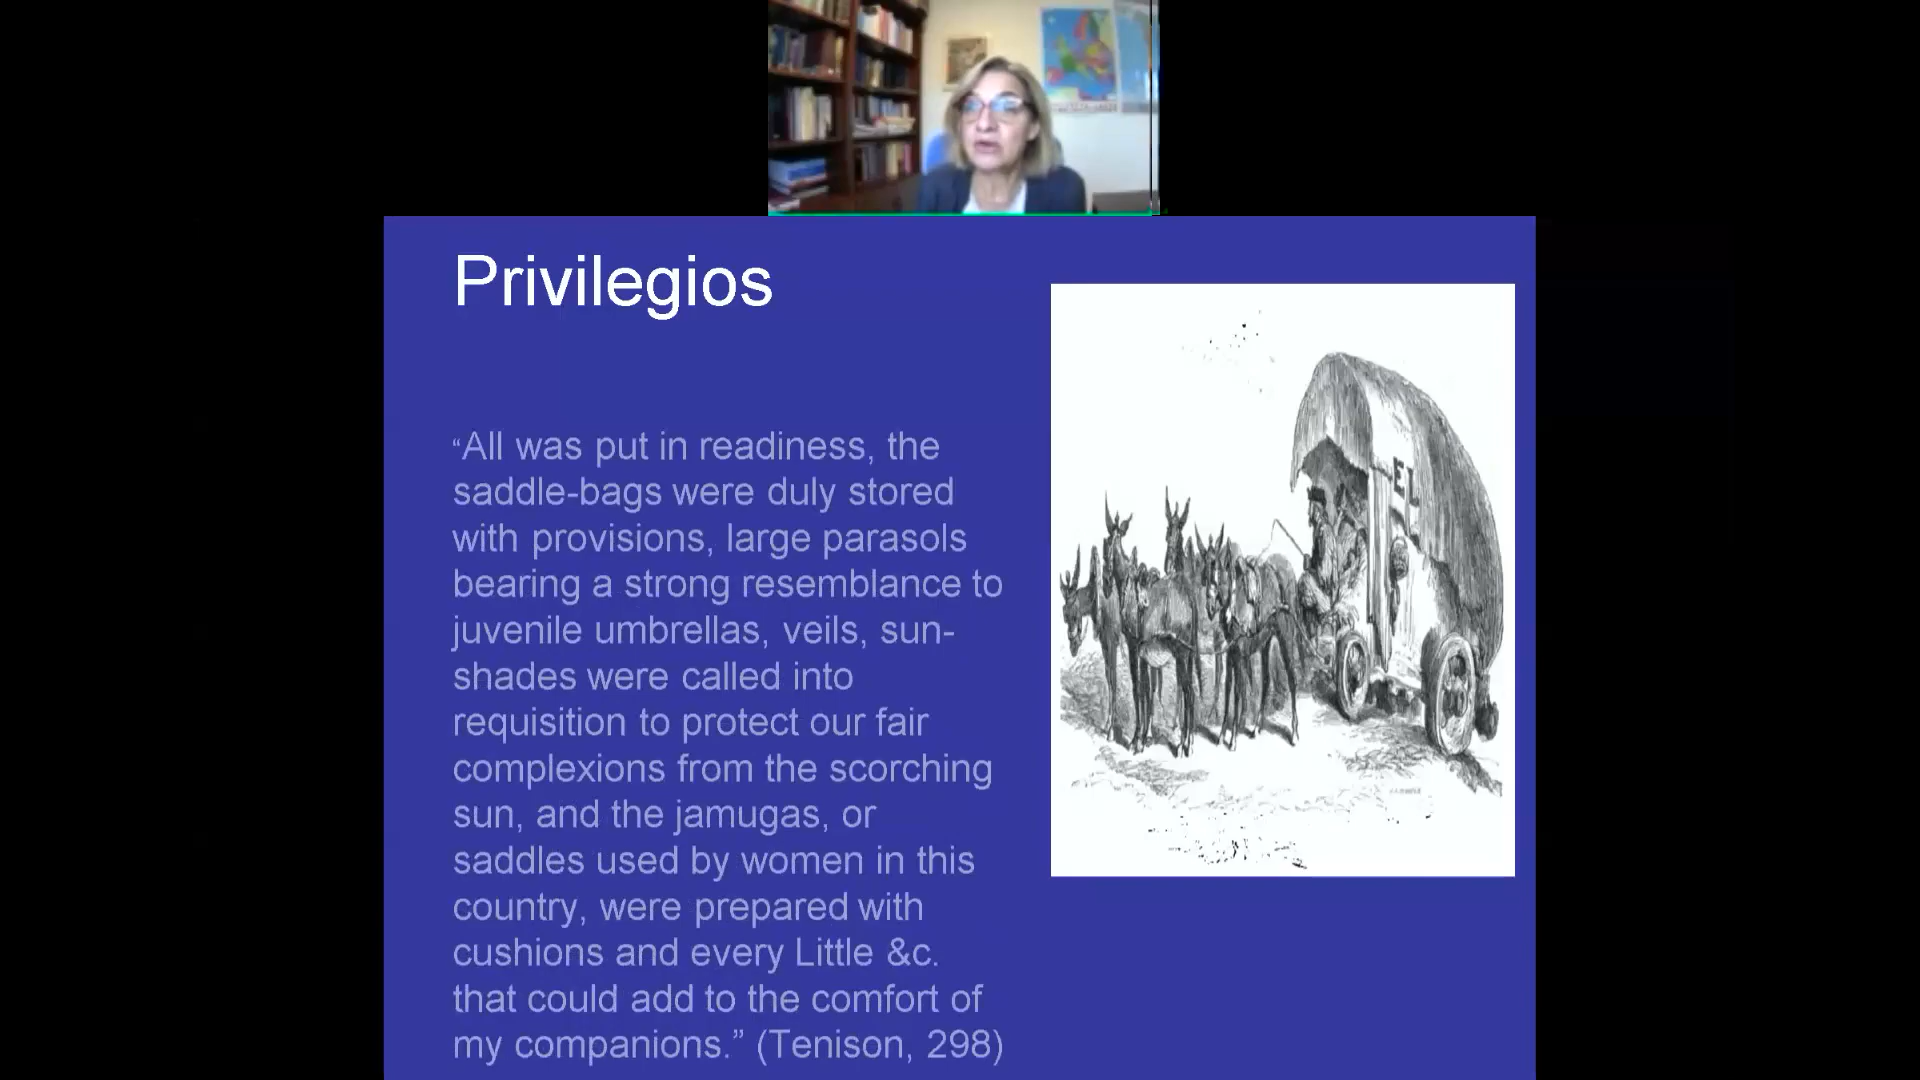 Privilegios
“All was put in readiness, the
saddle-bags were duly stored
with provisions, large parasols
bearing a strong resemblance to
juvenile umbrellas, veils, sun-
shades were called into
requisition to protect our fair
complexions from the scorching
sun, and the jamugas, or
saddles used by women in this
country, were prepared with
cushions and every Little &c.
that could add to the comfort of
my companions.” (Tenison, 298)
EL